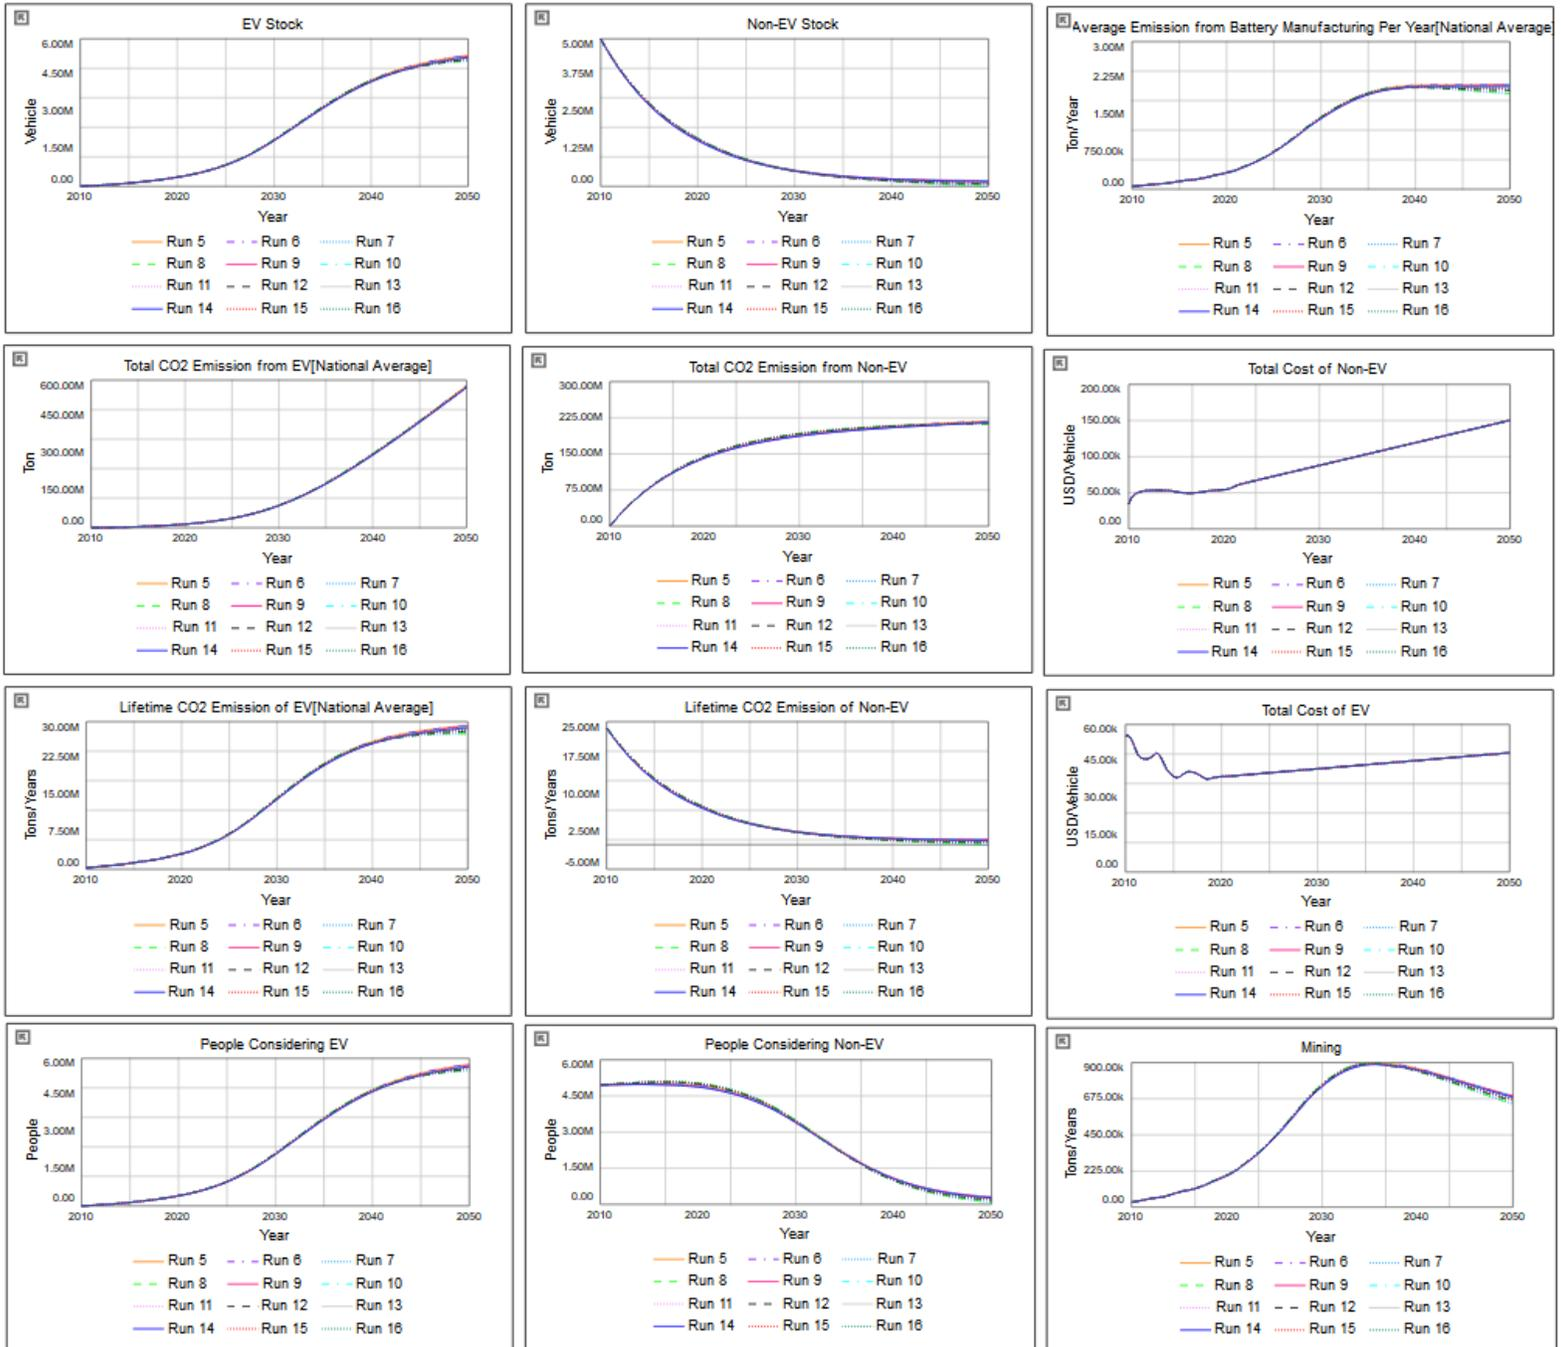 EV Stock
6.00M
4.50M
3.00M
1.50M
0.00
Vehicle
2010 2020 2030 2040 2050
Year
Run 5 Run 6 Run 7
Run 8 Run 9 Run 10
Run 11 Run 12 Run 13
Run 14 Run 15 Run 16
Non-EV Stock
5.00M
3.75M
2.50M
1.25M
0.00
Vehicle
2010 2020 2030 2040 2050
Year
Run 5 Run 6 Run 7
Run 8 Run 9 Run 10
Run 11 Run 12 Run 13
Run 14 Run 15 Run 16
Average Emission from Battery Manufacturing Per Year[National Average]
3.00M
2.25M
1.50M
750.00k
0.00
Ton/Year
2010 2020 2030 2040 2050
Year
Run 5 Run 6 Run 7
Run 8 Run 9 Run 10
Run 11 Run 12 Run 13
Run 14 Run 15 Run 16
Total CO2 Emission from EV[National Average]
600.00M
450.00M
300.00M
150.00M
0.00
Ton
2010 2020 2030 2040 2050
Year
Run 5 Run 6 Run 7
Run 8 Run 9 Run 10
Run 11 Run 12 Run 13
Run 14 Run 15 Run 16
Total CO2 Emission from Non-EV
300.00M
225.00M
150.00M
75.00M
0.00
Ton
2010 2020 2030 2040 2050
Year
Run 5 Run 6 Run 7
Run 8 Run 9 Run 10
Run 11 Run 12 Run 13
Run 14 Run 15 Run 16
Total Cost of Non-EV
200.00k
150.00k
100.00k
50.00k
0.00
USD/Vehicle
2010 2020 2030 2040 2050
Year
Run 5 Run 6 Run 7
Run 8 Run 9 Run 10
Run 11 Run 12 Run 13
Run 14 Run 15 Run 16
Lifetime CO2 Emission of EV[National Average]
30.00M
22.50M
15.00M
7.50M
0.00
Tons/Years
2010 2020 2030 2040 2050
Year
Run 5 Run 6 Run 7
Run 8 Run 9 Run 10
Run 11 Run 12 Run 13
Run 14 Run 15 Run 16
Lifetime CO2 Emission of Non-EV
25.00M
17.50M
10.00M
2.50M
-5.00M
Tons/Years
2010 2020 2030 2040 2050
Year
Run 5 Run 6 Run 7
Run 8 Run 9 Run 10
Run 11 Run 12 Run 13
Run 14 Run 15 Run 16
Total Cost of EV
60.00k
45.00k
30.00k
15.00k
0.00
USD/Vehicle
2010 2020 2030 2040 2050
Year
Run 5 Run 6 Run 7
Run 8 Run 9 Run 10
Run 11 Run 12 Run 13
Run 14 Run 15 Run 16
People Considering EV
6.00M
4.50M
3.00M
1.50M
0.00
People
2010 2020 2030 2040 2050
Year
Run 5 Run 6 Run 7
Run 8 Run 9 Run 10
Run 11 Run 12 Run 13
Run 14 Run 15 Run 16
People Considering Non-EV
6.00M
4.50M
3.00M
1.50M
0.00
People
2010 2020 2030 2040 2050
Year
Run 5 Run 6 Run 7
Run 8 Run 9 Run 10
Run 11 Run 12 Run 13
Run 14 Run 15 Run 16
Mining
900.00k
675.00k
450.00k
225.00k
0.00
Tons/Years
2010 2020 2030 2040 2050
Year
Run 5 Run 6 Run 7
Run 8 Run 9 Run 10
Run 11 Run 12 Run 13
Run 14 Run 15 Run 16